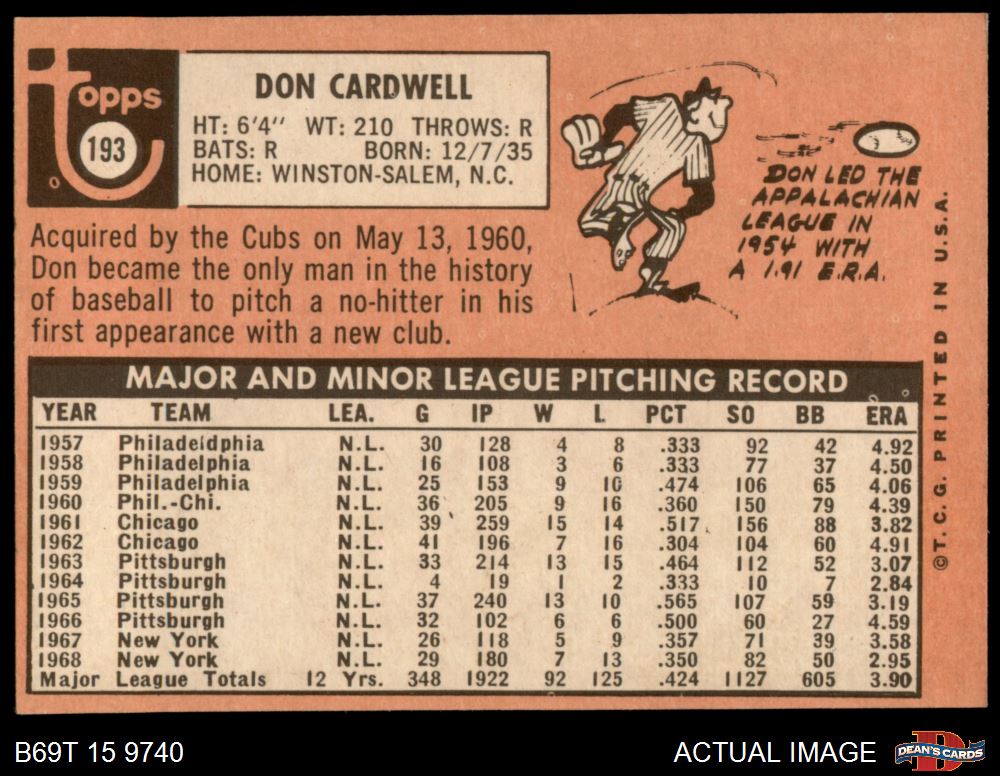 Topps
193
DON CARDWELL
HT: 6'4" WT: 210 THROWS: R
BATS: R BORN: 12/7/35
HOME: WINSTON-SALEM, N.C.
DON LED THE
APPALACHIAN
LEAGUE IN
1954 WITH
A 1.91 E.R.A.
Acquired by the Cubs on May 13, 1960,
Don became the only man in the history
of baseball to pitch a no-hitter in his
first appearance with a new club.
MAJOR AND MINOR LEAGUE PITCHING RECORD
YEAR TEAM LEA. G IP W L PCT SO BB ERA
1957 Philadeldphia N.L. 30 128 4 8 .333 92 42 4.92
1958 Philadelphia N.L. 16 108 3 6 .333 77 37 4.50
1959 Philadelphia N.L. 25 153 9 10 .474 106 65 4.06
1960 Phil.-Chi. N.L. 36 205 9 16 .360 150 79 4.39
1961 Chicago N.L. 39 259 15 14 .517 156 88 3.82
1962 Chicago N.L. 41 196 7 16 .304 104 60 4.91
1963 Pittsburgh N.L. 33 214 13 15 .464 112 52 3.07
1964 Pittsburgh N.L. 4 19 1 2 .333 10 7 2.84
1965 Pittsburgh N.L. 37 240 13 10 .565 107 59 3.19
1966 Pittsburgh N.L. 32 102 6 6 .500 60 27 4.59
1967 New York N.L. 26 118 5 9 .357 71 39 3.58
1968 New York N.L. 29 180 7 13 .350 82 50 2.95
Major League Totals 12 Yrs. 348 1922 92 125 .424 1127 605 3.90
©T.C.G. PRINTED IN U.S.A.
B69T 15 9740
ACTUAL IMAGE
D
DEAN'S CARDS